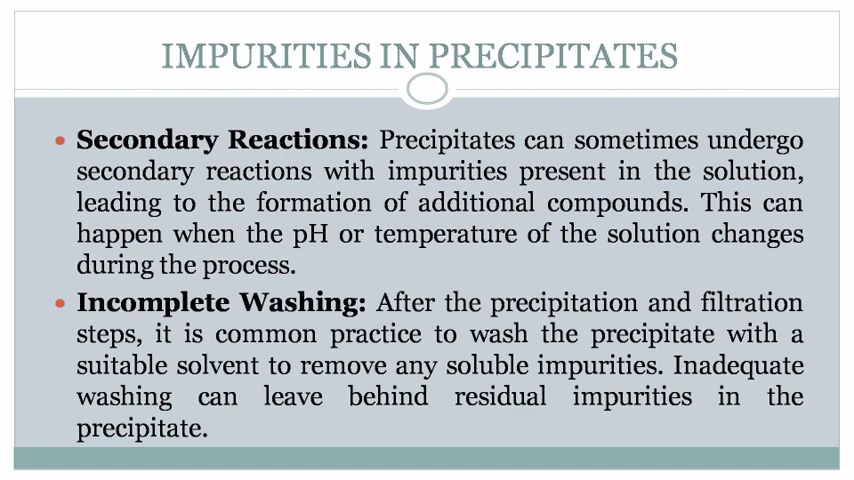 IMPURITIES IN PRECIPITATES
• Secondary Reactions: Precipitates can sometimes undergo
secondary reactions with impurities present in the solution,
leading to the formation of additional compounds. This can
happen when the pH or temperature of the solution changes
during the process.
• Incomplete Washing: After the precipitation and filtration
steps, it is common practice to wash the precipitate with a
suitable solvent to remove any soluble impurities. Inadequate
washing can leave behind residual impurities in the
precipitate.